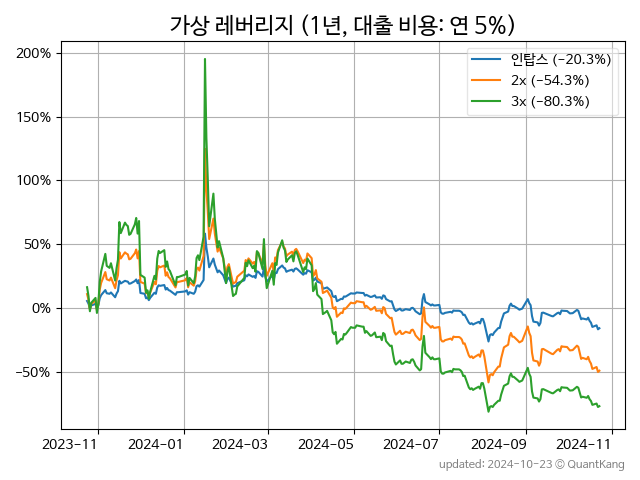 가상 레버리지 (1년, 대출 비용: 연 5%)
인탑스 (-20.3%)
2x (-54.3%)
3x (-80.3%)
200%
150%
100%
50%
0%
-50%
2023-11 2024-01 2024-03 2024-05 2024-07 2024-09 2024-11
updated: 2024-10-23 © QuantKang